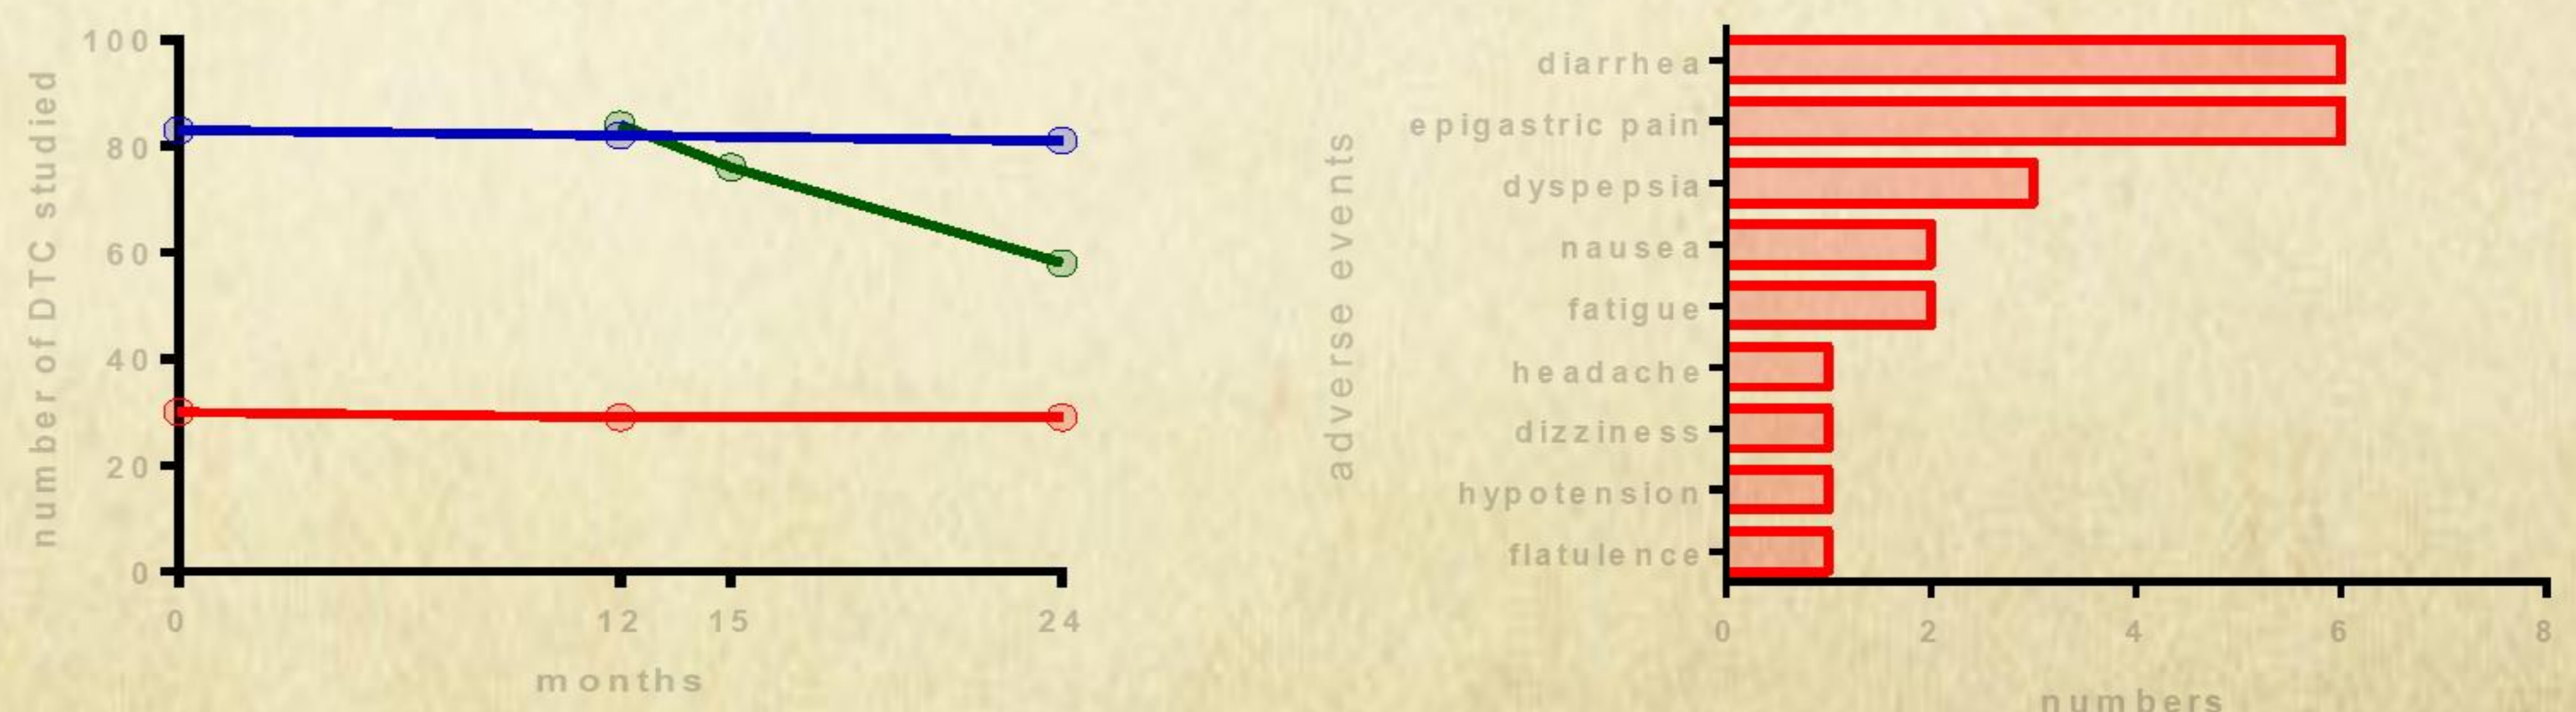 number of DTC studied
100
80
60
40
20
0
0 12 15 24
months
adverse events
diarrhea
epigastric pain
dyspepsia
nausea
fatigue
headache
dizziness
hypotension
flatulence
0 2 4 6 8
numbers